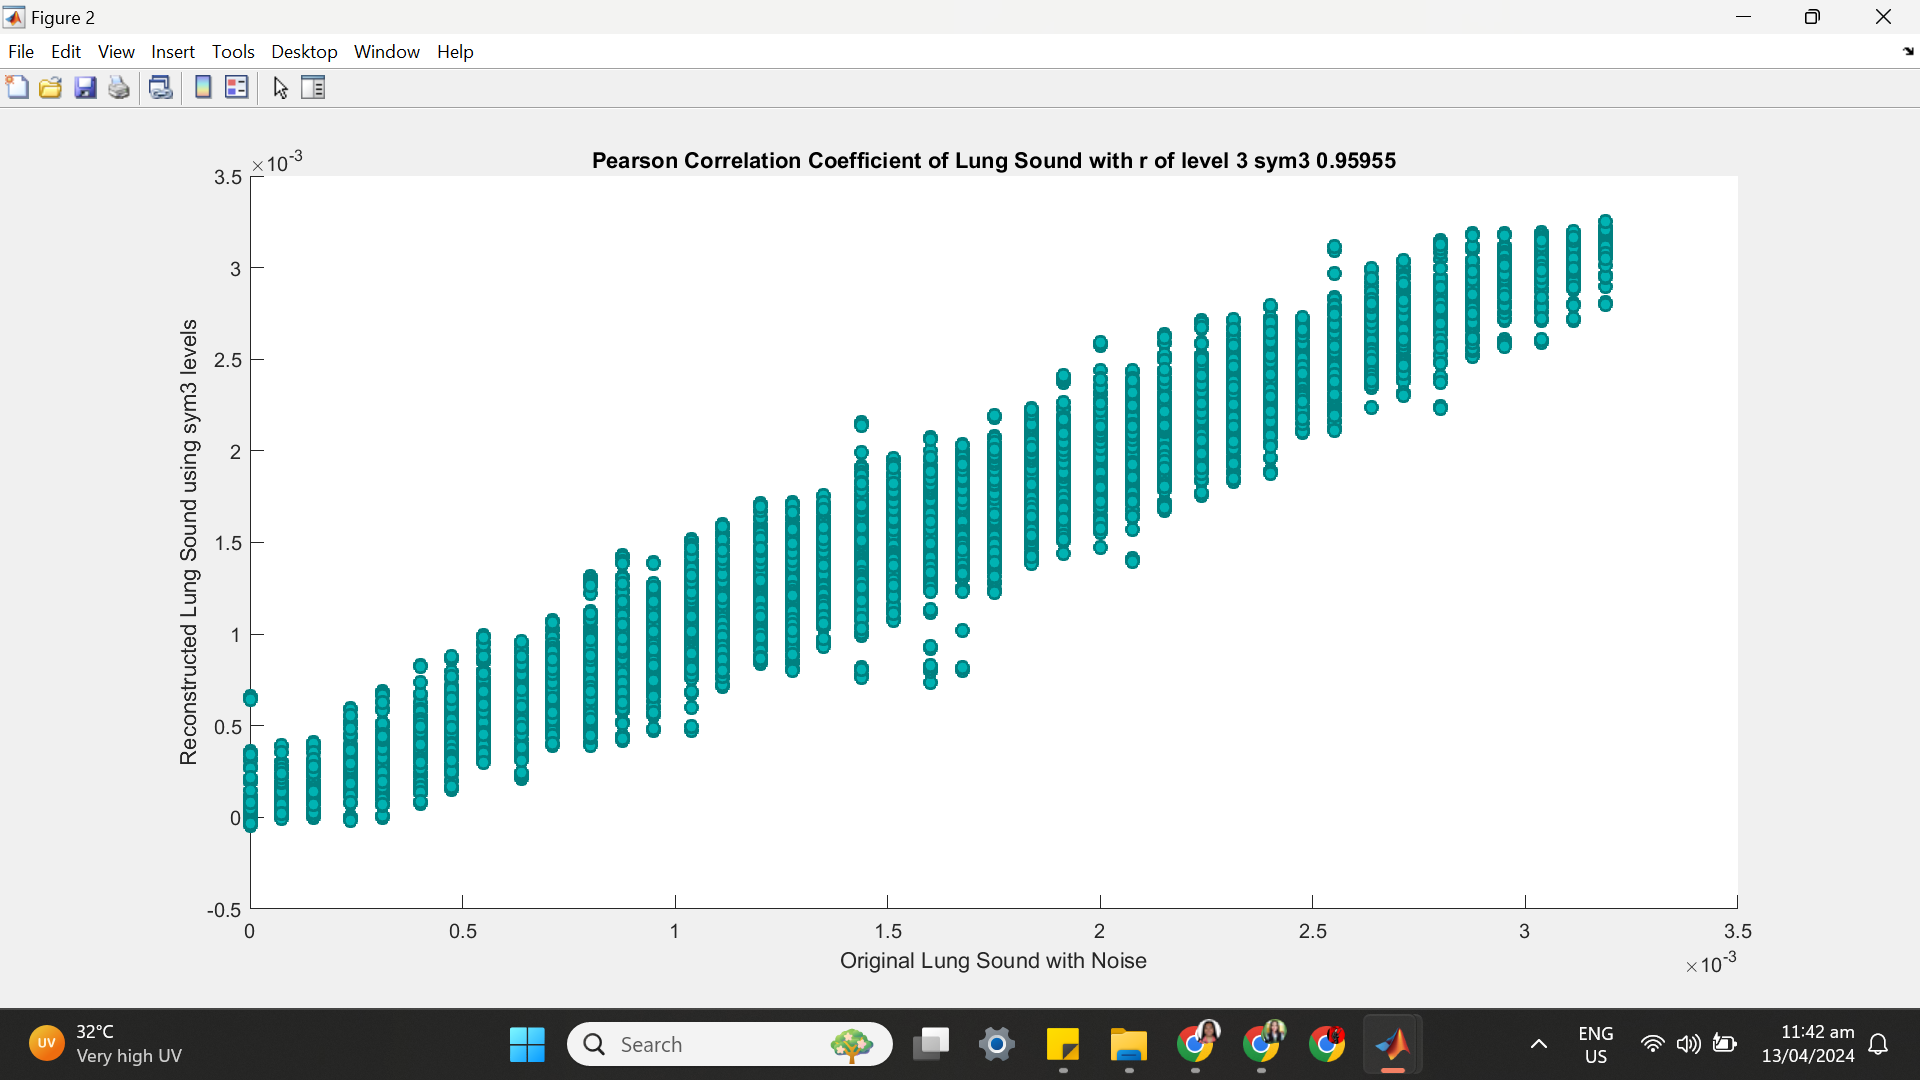 Figure 2
File Edit View Insert Tools Desktop Window Help
Pearson Correlation Coefficient of Lung Sound with r of level 3 sym3 0.95955
×10-3
3.5
3
2.5
2
1.5
1
0.5
0
-0.5
Reconstructed Lung Sound using sym3 levels
0 0.5 1 1.5 2 2.5 3 3.5
Original Lung Sound with Noise
×10-3
UV
32°C
Very high UV
Search
ENG
US
11:42 am
13/04/2024